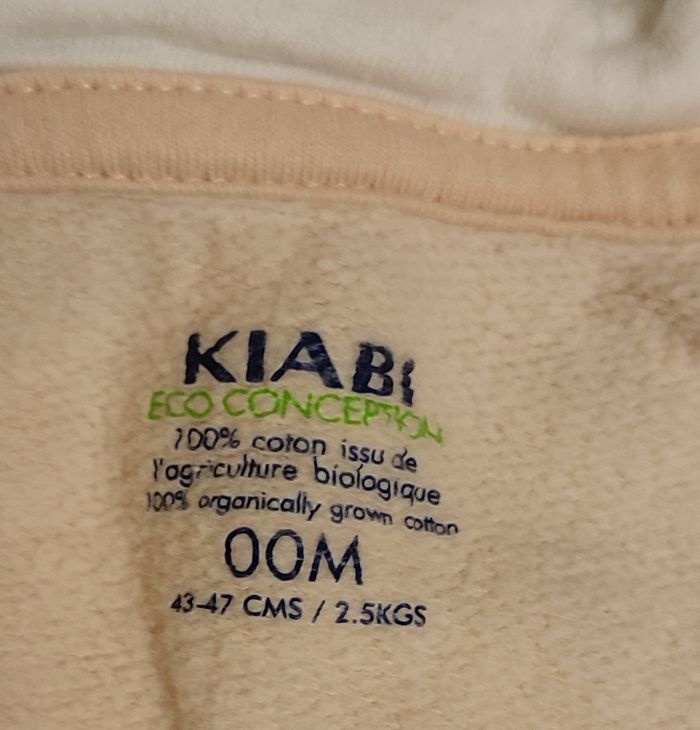 KIABI
ECO CONCEPTION
100% coton issu de
l'agriculture biologique
100% organically grown cotton
00M
43-47 CMS / 2.5KGS